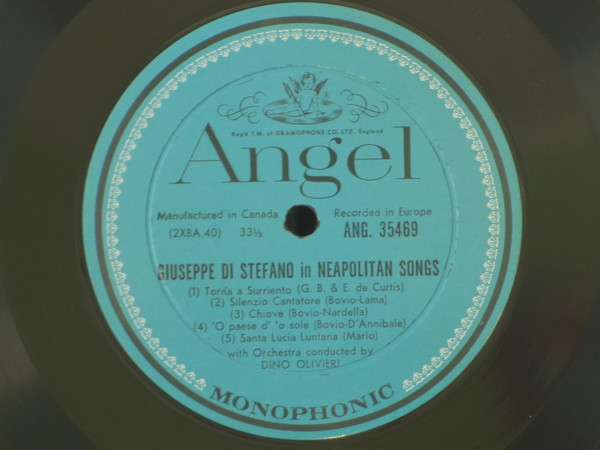 Reg'd T.M. of GRAMOPHONE CO. LTD. England
Angel
Manufactured in Canada
Recorded in Europe
(2XBA.40) 33⅓
ANG. 35469
GIUSEPPE DI STEFANO in NEAPOLITAN SONGS
(1) Torna a Surriento (G. B. & E. de Curtis)
(2) Silenzio Cantatore (Bovio-Lama)
(3) Chiove (Bovio-Nardella)
(4) 'O paese d' 'o sole (Bovio-D'Annibale)
(5) Santa Lucia Luntana (Mario)
with Orchestra conducted by
DINO OLIVIERI
MONOPHONIC